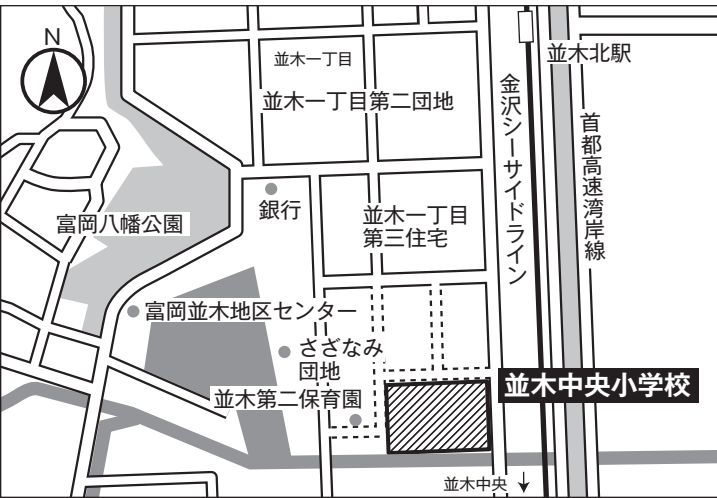 N
並木一丁目
並木北駅
並木一丁目第二団地
金沢シーサイドライン
首都高速湾岸線
富岡八幡公園
銀行
並木一丁目
第三住宅
富岡並木地区センター
さざなみ
団地
並木中央小学校
並木第二保育園
並木中央↓